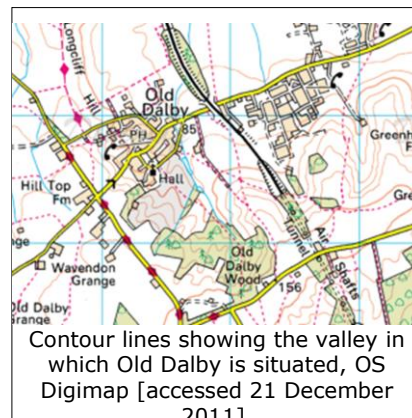 Longcliff
Hill
Old
Dalby
PH
85
Hall
Hill Top
Fm
Greenh
Gre
Wavendon
Grange
nge
Old
Dalby
Wood
Tunnel
Air
Shafts
156
Old Dalby
Grange
Contour lines showing the valley in
which Old Dalby is situated, OS
Digimap [accessed 21 December
2011]